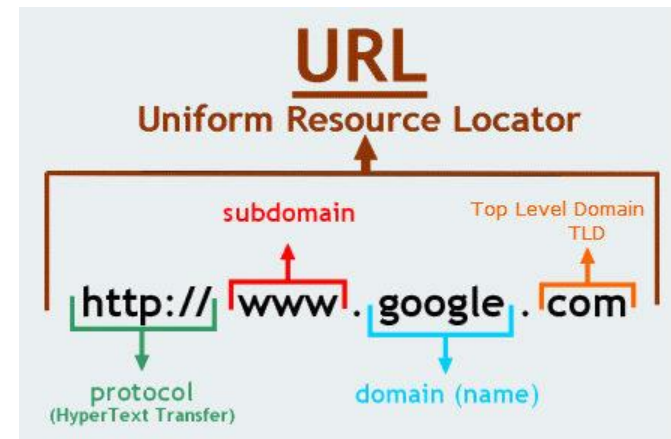 URL
Uniform Resource Locator
subdomain
Top Level Domain
TLD
http:// www . google . com
protocol
(HyperText Transfer)
domain (name)